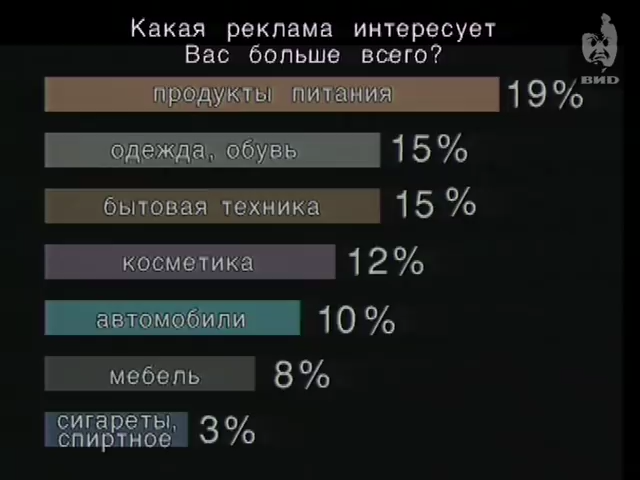 Какая реклама интересует
Вас больше всего?
ВИD
продукты питания 19%
одежда, обувь 15%
бытовая техника 15%
косметика 12%
автомобили 10%
мебель 8%
сигареты,
спиртное 3%